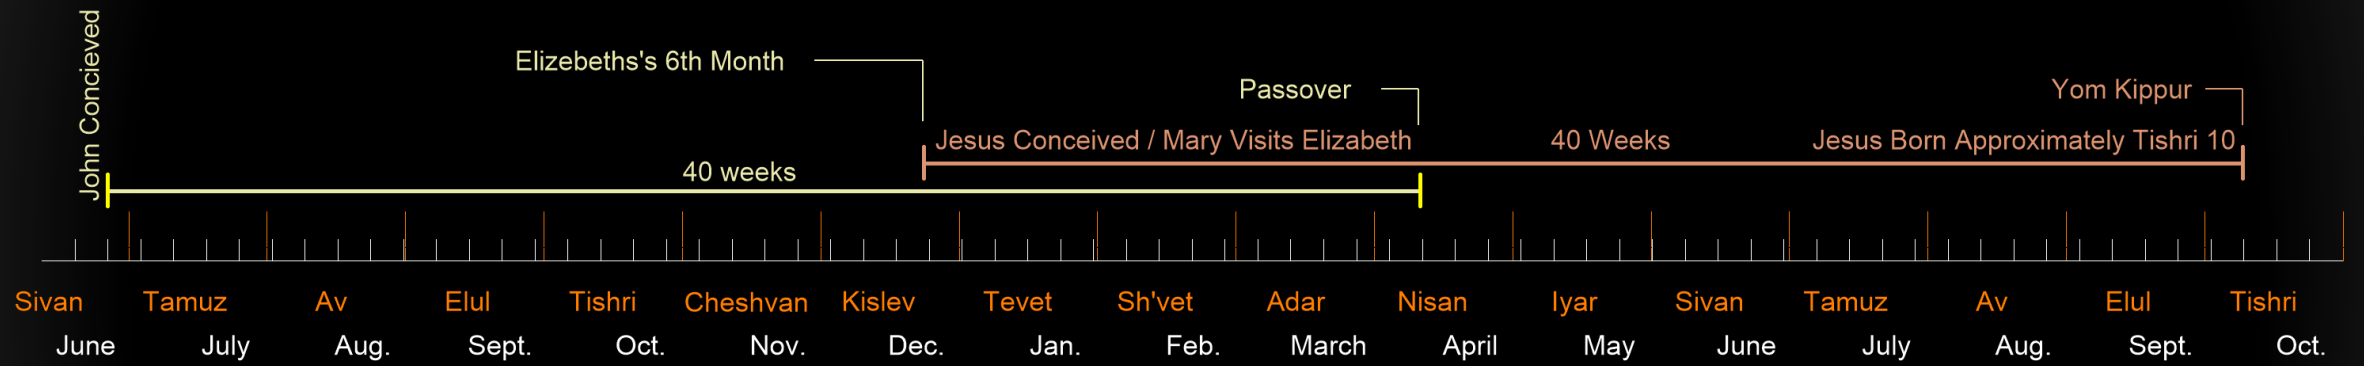 John Concieved
Elizebeths's 6th Month
Passover
Yom Kippur
Jesus Conceived / Mary Visits Elizabeth
40 Weeks
Jesus Born Approximately Tishri 10
40 weeks
Sivan Tamuz Av Elul Tishri Cheshvan Kislev Tevet Sh'vet Adar Nisan Iyar Sivan Tamuz Av Elul Tishri
June July Aug. Sept. Oct. Nov. Dec. Jan. Feb. March April May June July Aug. Sept. Oct.